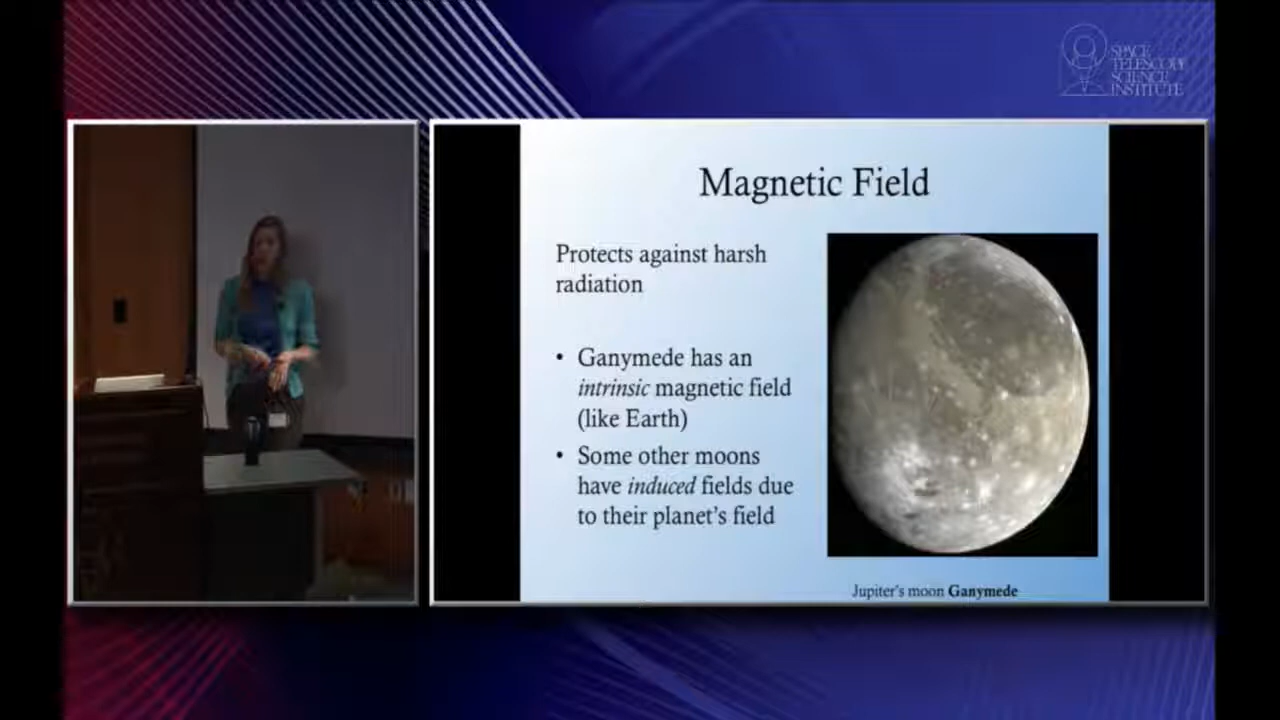 SPACE
TELESCOPE
SCIENCE
INSTITUTE
Magnetic Field
Protects against harsh
radiation
• Ganymede has an
intrinsic magnetic field
(like Earth)
• Some other moons
have induced fields due
to their planet's field
Jupiter's moon Ganymede